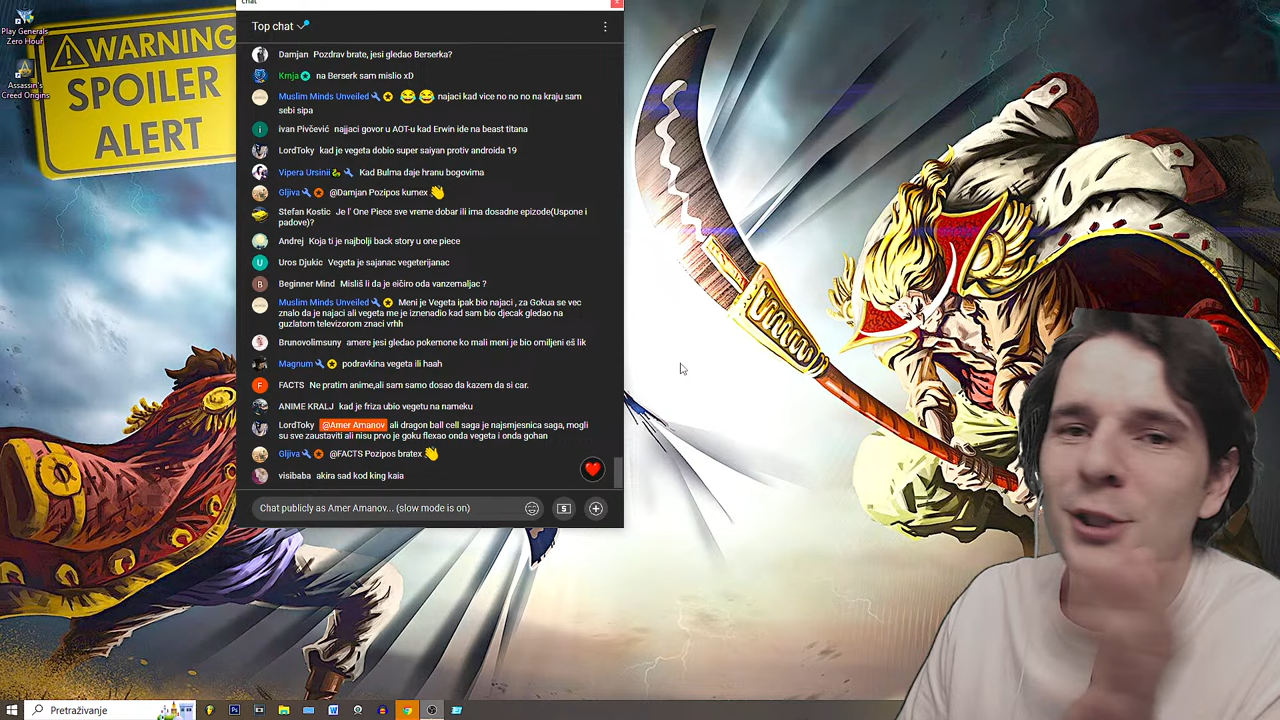 chat
Play Generals
Zero Hour
Assassin's
Creed Origins
WARNING
SPOILER
ALERT
Top chat
Damjan Pozdrav brate, jesi gledao Berserka?
Krnja na Berserk sam mislio xD
Muslim Minds Unveiled najaci kad vice no no no na kraju sam
sebi sipa
ivan Pivčević najjaci govor u AOT-u kad Erwin ide na beast titana
LordToky kad je vegeta dobio super saiyan protiv androida 19
Vipera Ursinii Kad Bulma daje hranu bogovima
Gljiva @Damjan Pozipos kumex
Stefan Kostic Je l' One Piece sve vreme dobar ili ima dosadne epizode(Uspone i
padove)?
Andrej Koja ti je najbolji back story u one piece
U Uros Djukic Vegeta je sajanac vegeterijanac
B Beginner Mind Misliš li da je eičiro oda vanzemaljac ?
Muslim Minds Unveiled Meni je Vegeta ipak bio najaci , za Gokua se vec
znalo da je najaci ali vegeta me je iznenadio kad sam bio djecak gledao na
guzlatom televizorom znaci vrhh
Brunovolimsuny amere jesi gledao pokemone ko mali meni je bio omiljeni eš lik
Magnum podravkina vegeta ili haah
F FACTS Ne pratim anime,ali sam samo dosao da kazem da si car.
ANIME KRALJ kad je friza ubio vegetu na nameku
LordToky @Amer Amanov ali dragon ball cell saga je najsmjesnica saga, mogli
su sve zaustaviti ali nisu prvo je goku flexao onda vegeta i onda gohan
Gljiva @FACTS Pozipos bratex
visibaba akira sad kod king kaia
Chat publicly as Amer Amanov... (slow mode is on)
Pretraživanje